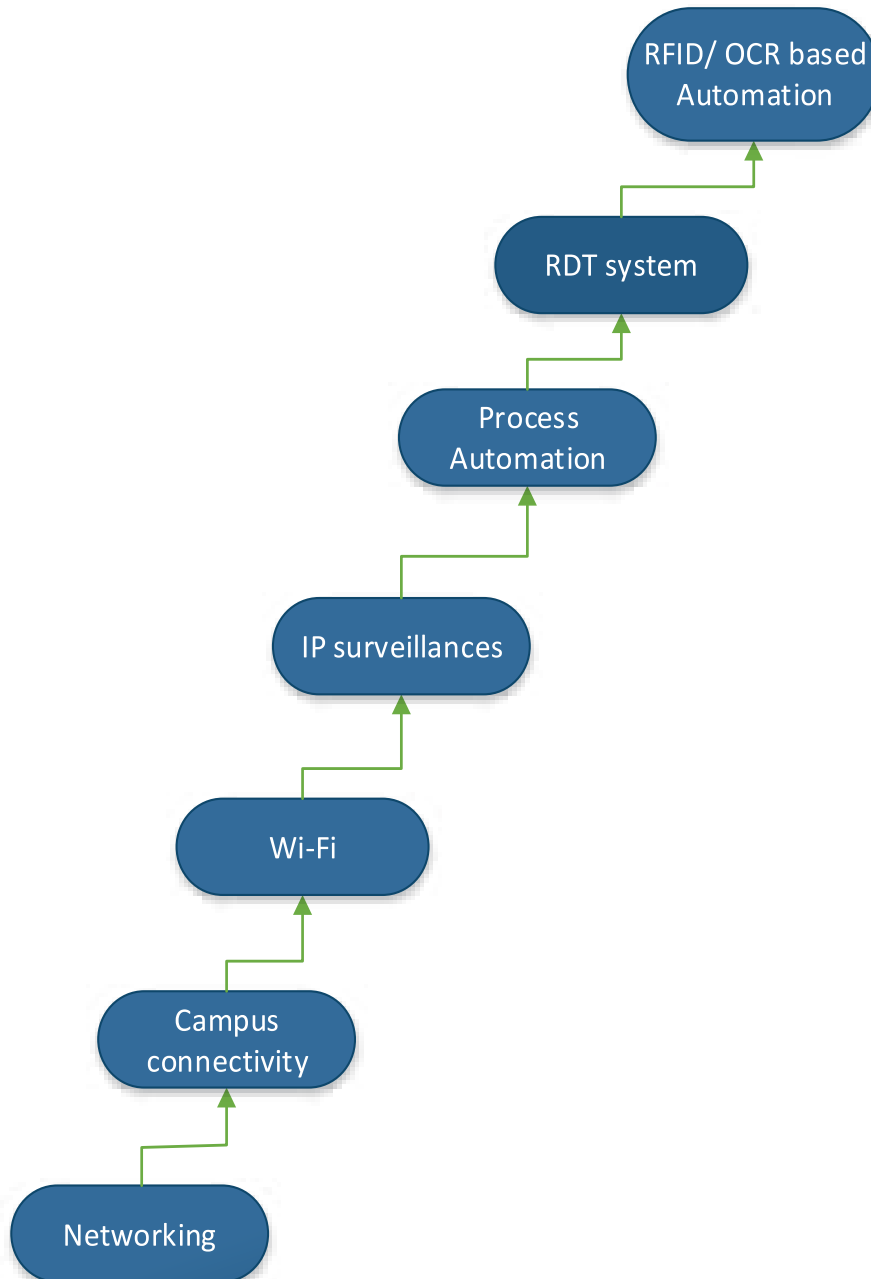 RFID/ OCR based
Automation
RDT system
Process
Automation
IP surveillances
Wi-Fi
Campus
connectivity
Networking